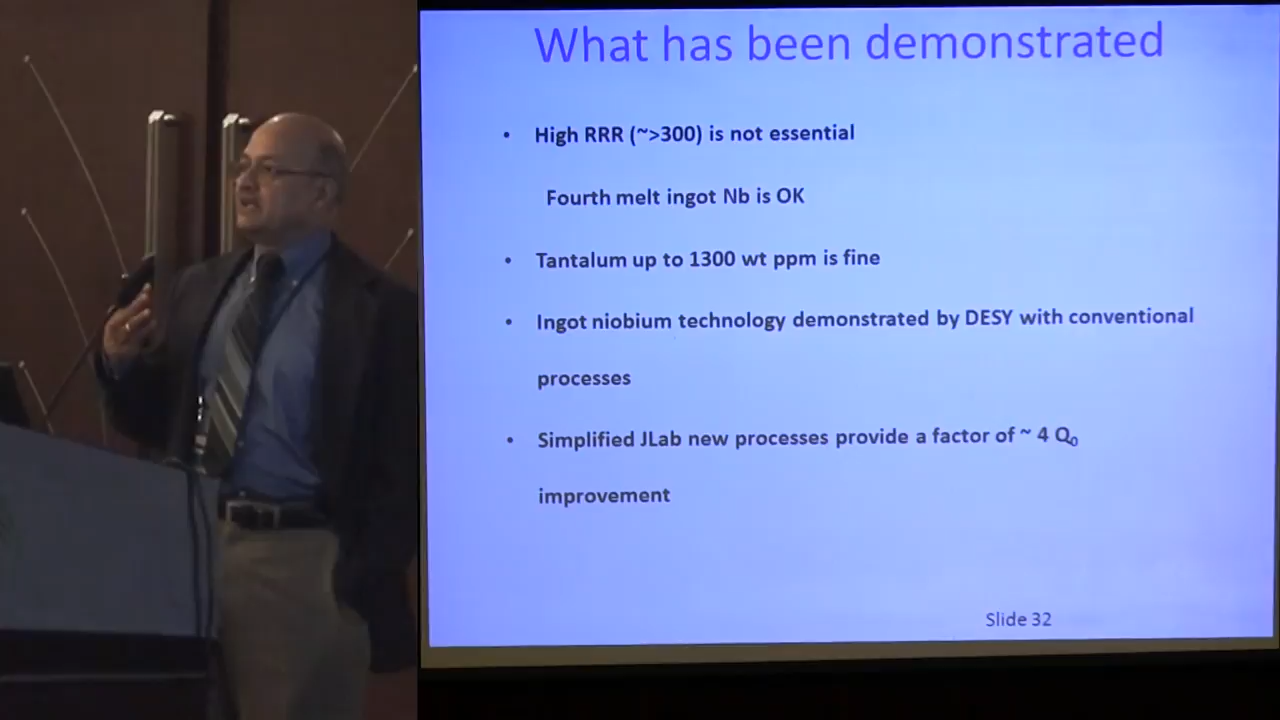 What has been demonstrated
• High RRR (~>300) is not essential
Fourth melt ingot Nb is OK
• Tantalum up to 1300 wt ppm is fine
• Ingot niobium technology demonstrated by DESY with conventional
processes
• Simplified JLab new processes provide a factor of ~ 4 Q₀
improvement
Slide 32